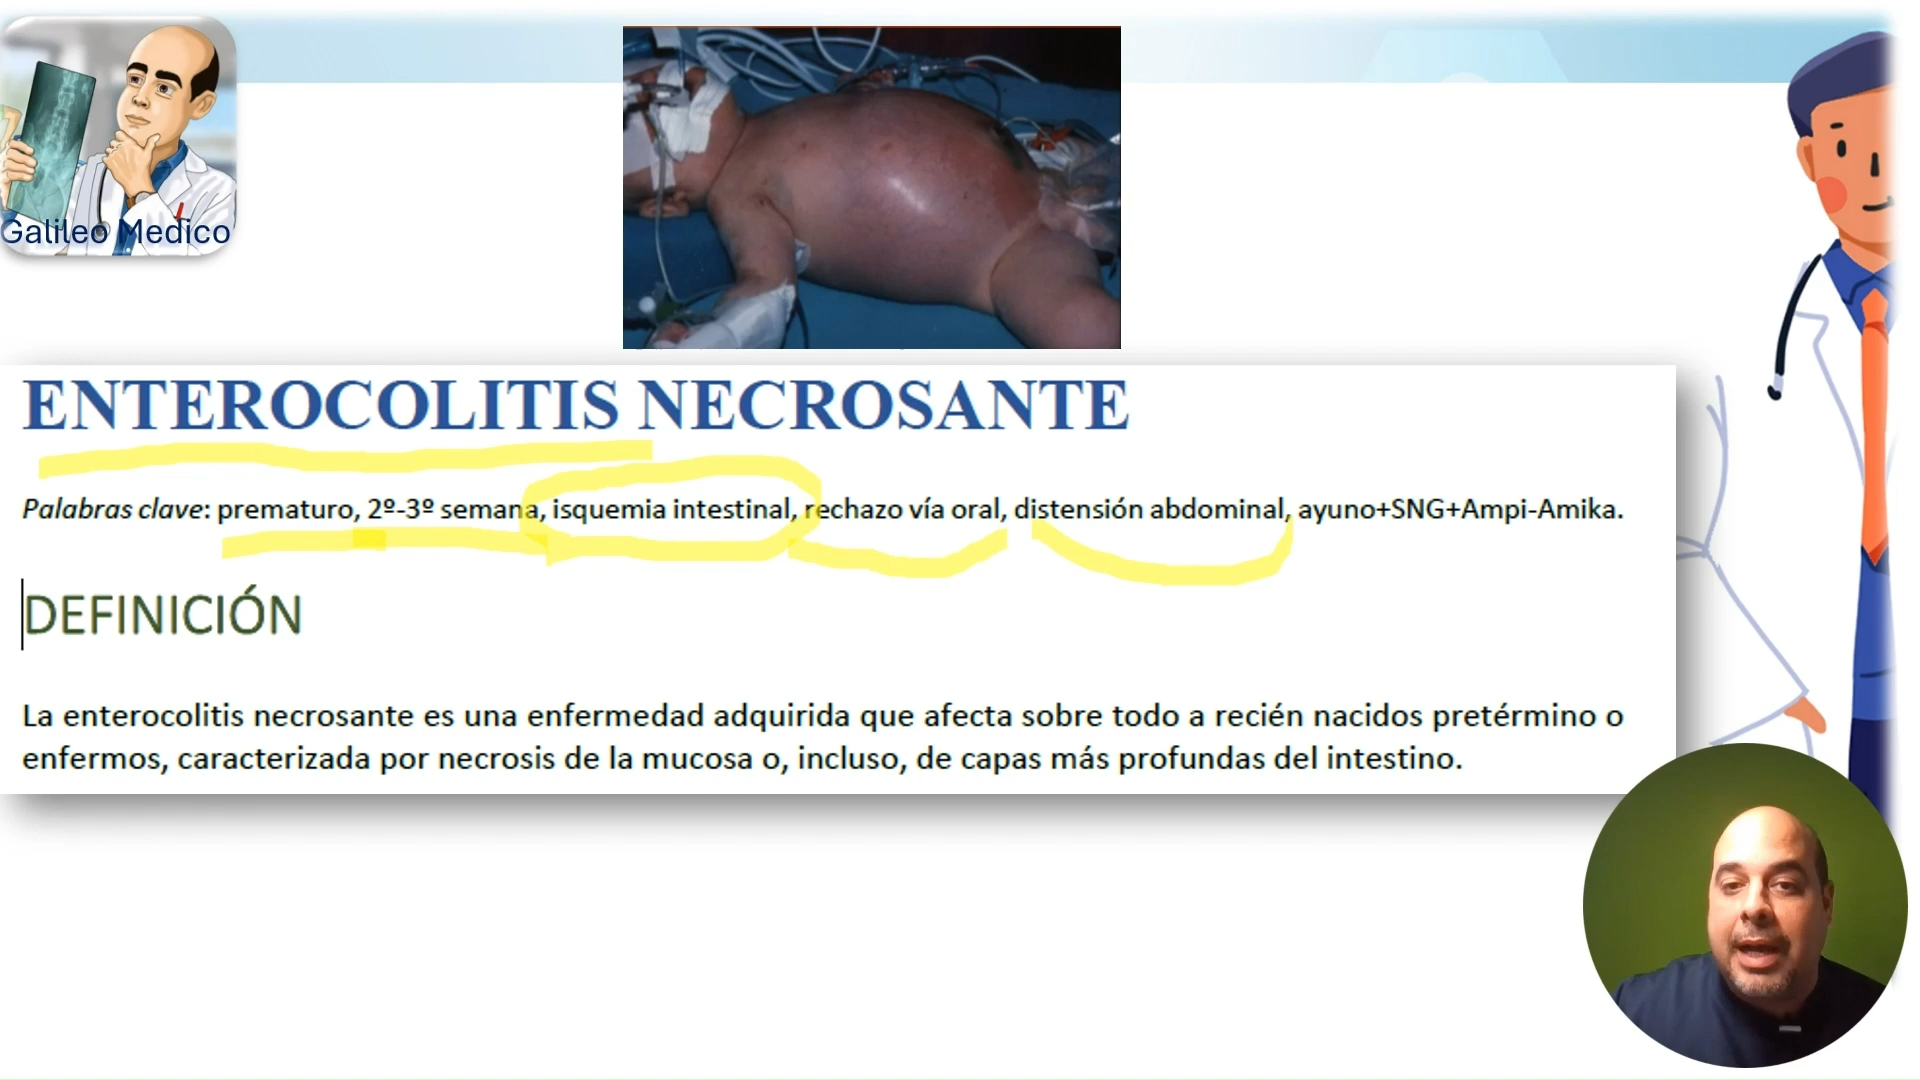 Galileo Medico
ENTEROCOLITIS NECROSANTE
Palabras clave: prematuro, 2º-3º semana, isquemia intestinal, rechazo vía oral, distensión abdominal, ayuno+SNG+Ampi-Amika.
DEFINICIÓN
La enterocolitis necrosante es una enfermedad adquirida que afecta sobre todo a recién nacidos pretérmino o
enfermos, caracterizada por necrosis de la mucosa o, incluso, de capas más profundas del intestino.